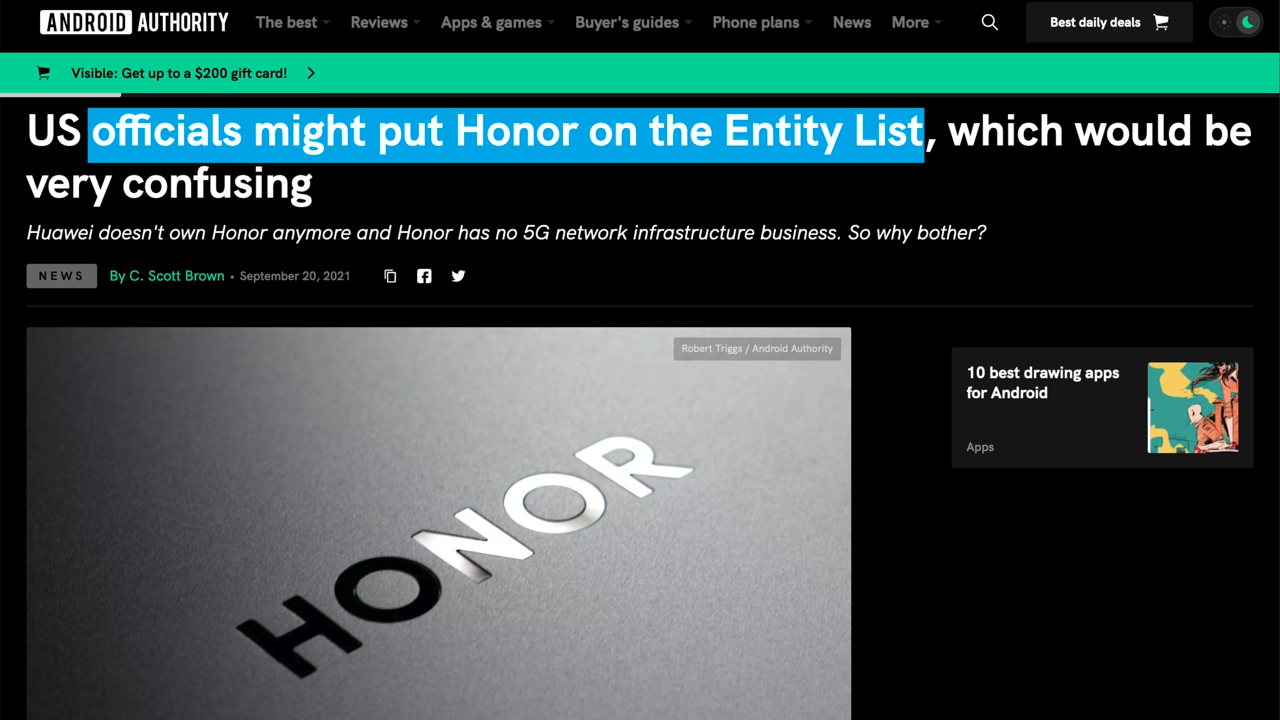 ANDROID AUTHORITY The best Reviews Apps & games Buyer's guides Phone plans News More Best daily deals
Visible: Get up to a $200 gift card!
US officials might put Honor on the Entity List, which would be
very confusing
Huawei doesn't own Honor anymore and Honor has no 5G network infrastructure business. So why bother?
NEWS By C. Scott Brown • September 20, 2021
Robert Triggs / Android Authority
HONOR
10 best drawing apps
for Android
Apps